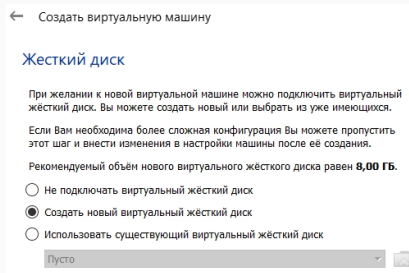 Создать виртуальную машину
Жесткий диск
При желании к новой виртуальной машине можно подключить виртуальный
жёсткий диск. Вы можете создать новый или выбрать из уже имеющихся.
Если Вам необходима более сложная конфигурация Вы можете пропустить
этот шаг и внести изменения в настройки машины после её создания.
Рекомендуемый объём нового виртуального жёсткого диска равен 8,00 ГБ.
Не подключать виртуальный жёсткий диск
Создать новый виртуальный жёсткий диск
Использовать существующий виртуальный жёсткий диск
Пусто